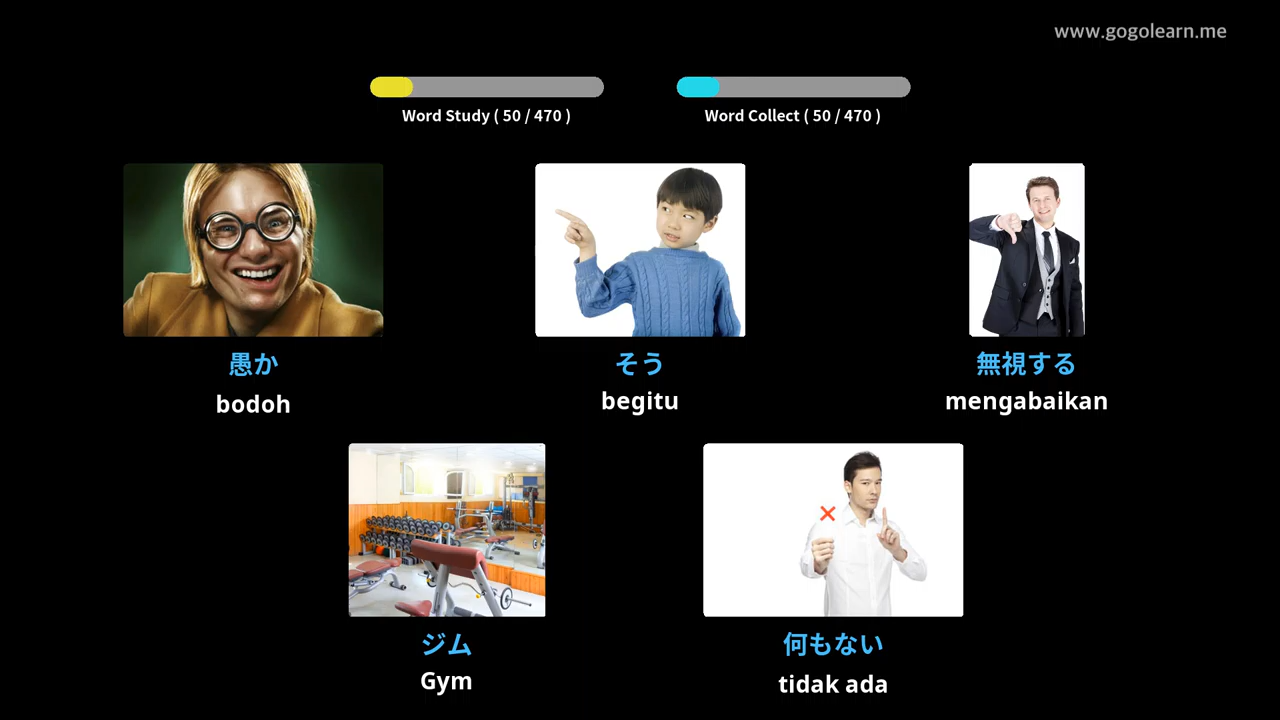 www.gogolearn.me
Word Study ( 50 / 470 )
Word Collect ( 50 / 470 )
愚か
bodoh
そう
begitu
無視する
mengabaikan
ジム
Gym
何もない
tidak ada